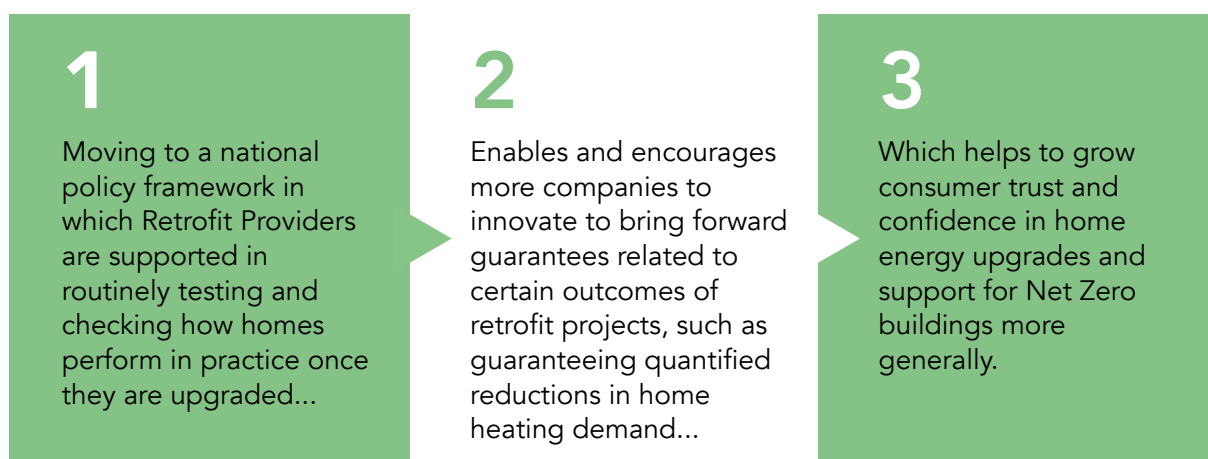 1
Moving to a national
policy framework in
which Retrofit Providers
are supported in
routinely testing and
checking how homes
perform in practice once
they are upgraded...
2
Enables and encourages
more companies to
innovate to bring forward
guarantees related to
certain outcomes of
retrofit projects, such as
guaranteeing quantified
reductions in home
heating demand...
3
Which helps to grow
consumer trust and
confidence in home
energy upgrades and
support for Net Zero
buildings more
generally.